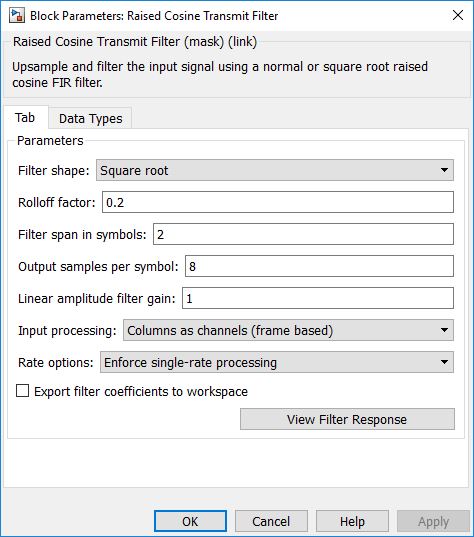 Block Parameters: Raised Cosine Transmit Filter
Raised Cosine Transmit Filter (mask) (link)
Upsample and filter the input signal using a normal or square root raised
cosine FIR filter.
Tab Data Types
Parameters
Filter shape: Square root
Rolloff factor: 0.2
Filter span in symbols: 2
Output samples per symbol: 8
Linear amplitude filter gain: 1
Input processing: Columns as channels (frame based)
Rate options: Enforce single-rate processing
Export filter coefficients to workspace
View Filter Response
OK Cancel Help Apply